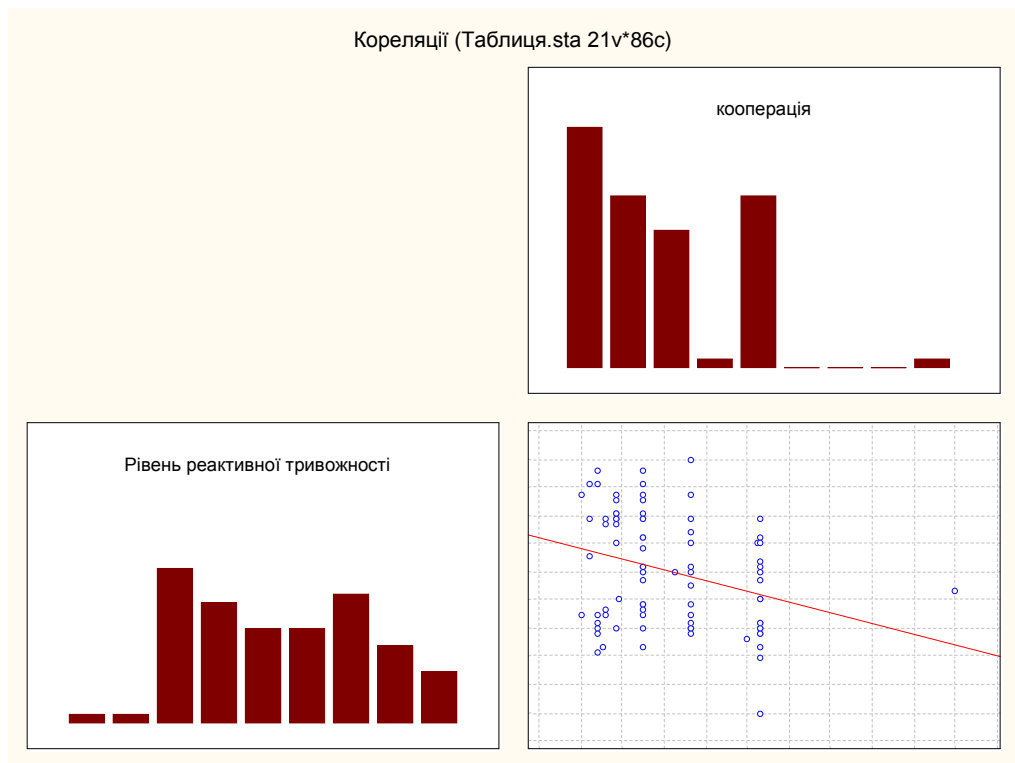 Кореляції (Таблиця.sta 21v*86c)
кооперація
Рівень реактивної тривожності